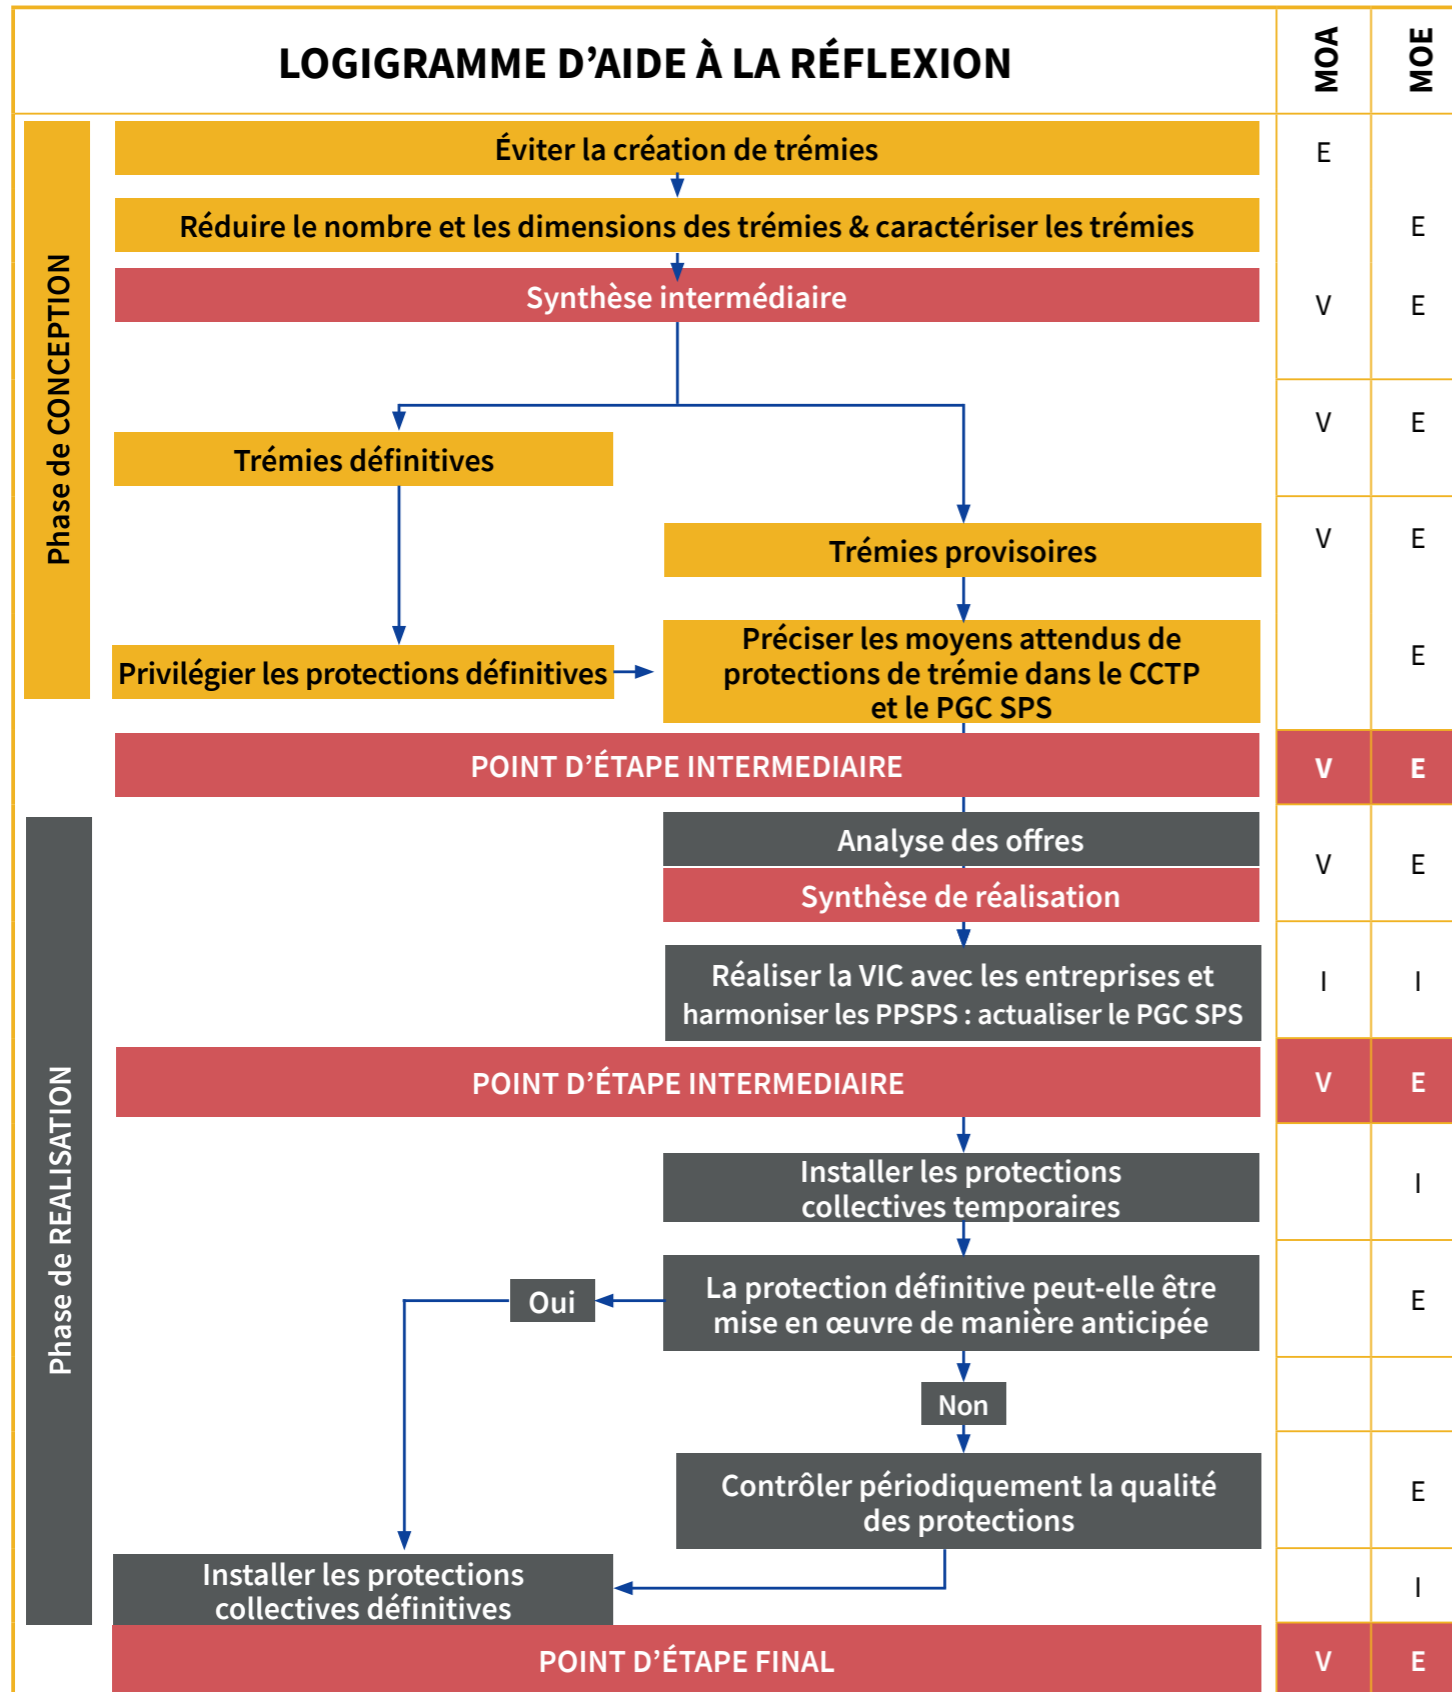 LOGIGRAMME D’AIDE À LA RÉFLEXION
MOA
MOE
Phase de CONCEPTION
Éviter la création de trémies
E
Réduire le nombre et les dimensions des trémies & caractériser les trémies
E
Synthèse intermédiaire
V
E
Trémies définitives
V
E
Trémies provisoires
V
E
Privilégier les protections définitives
Préciser les moyens attendus de
protections de trémie dans le CCTP
et le PGC SPS
E
POINT D’ÉTAPE INTERMEDIAIRE
V
E
Phase de REALISATION
Analyse des offres
Synthèse de réalisation
V
E
Réaliser la VIC avec les entreprises et
harmoniser les PPSPS : actualiser le PGC SPS
I
I
POINT D’ÉTAPE INTERMEDIAIRE
V
E
Installer les protections
collectives temporaires
I
Oui
La protection définitive peut-elle être
mise en œuvre de manière anticipée
E
Non
Contrôler périodiquement la qualité
des protections
E
Installer les protections
collectives définitives
I
POINT D’ÉTAPE FINAL
V
E